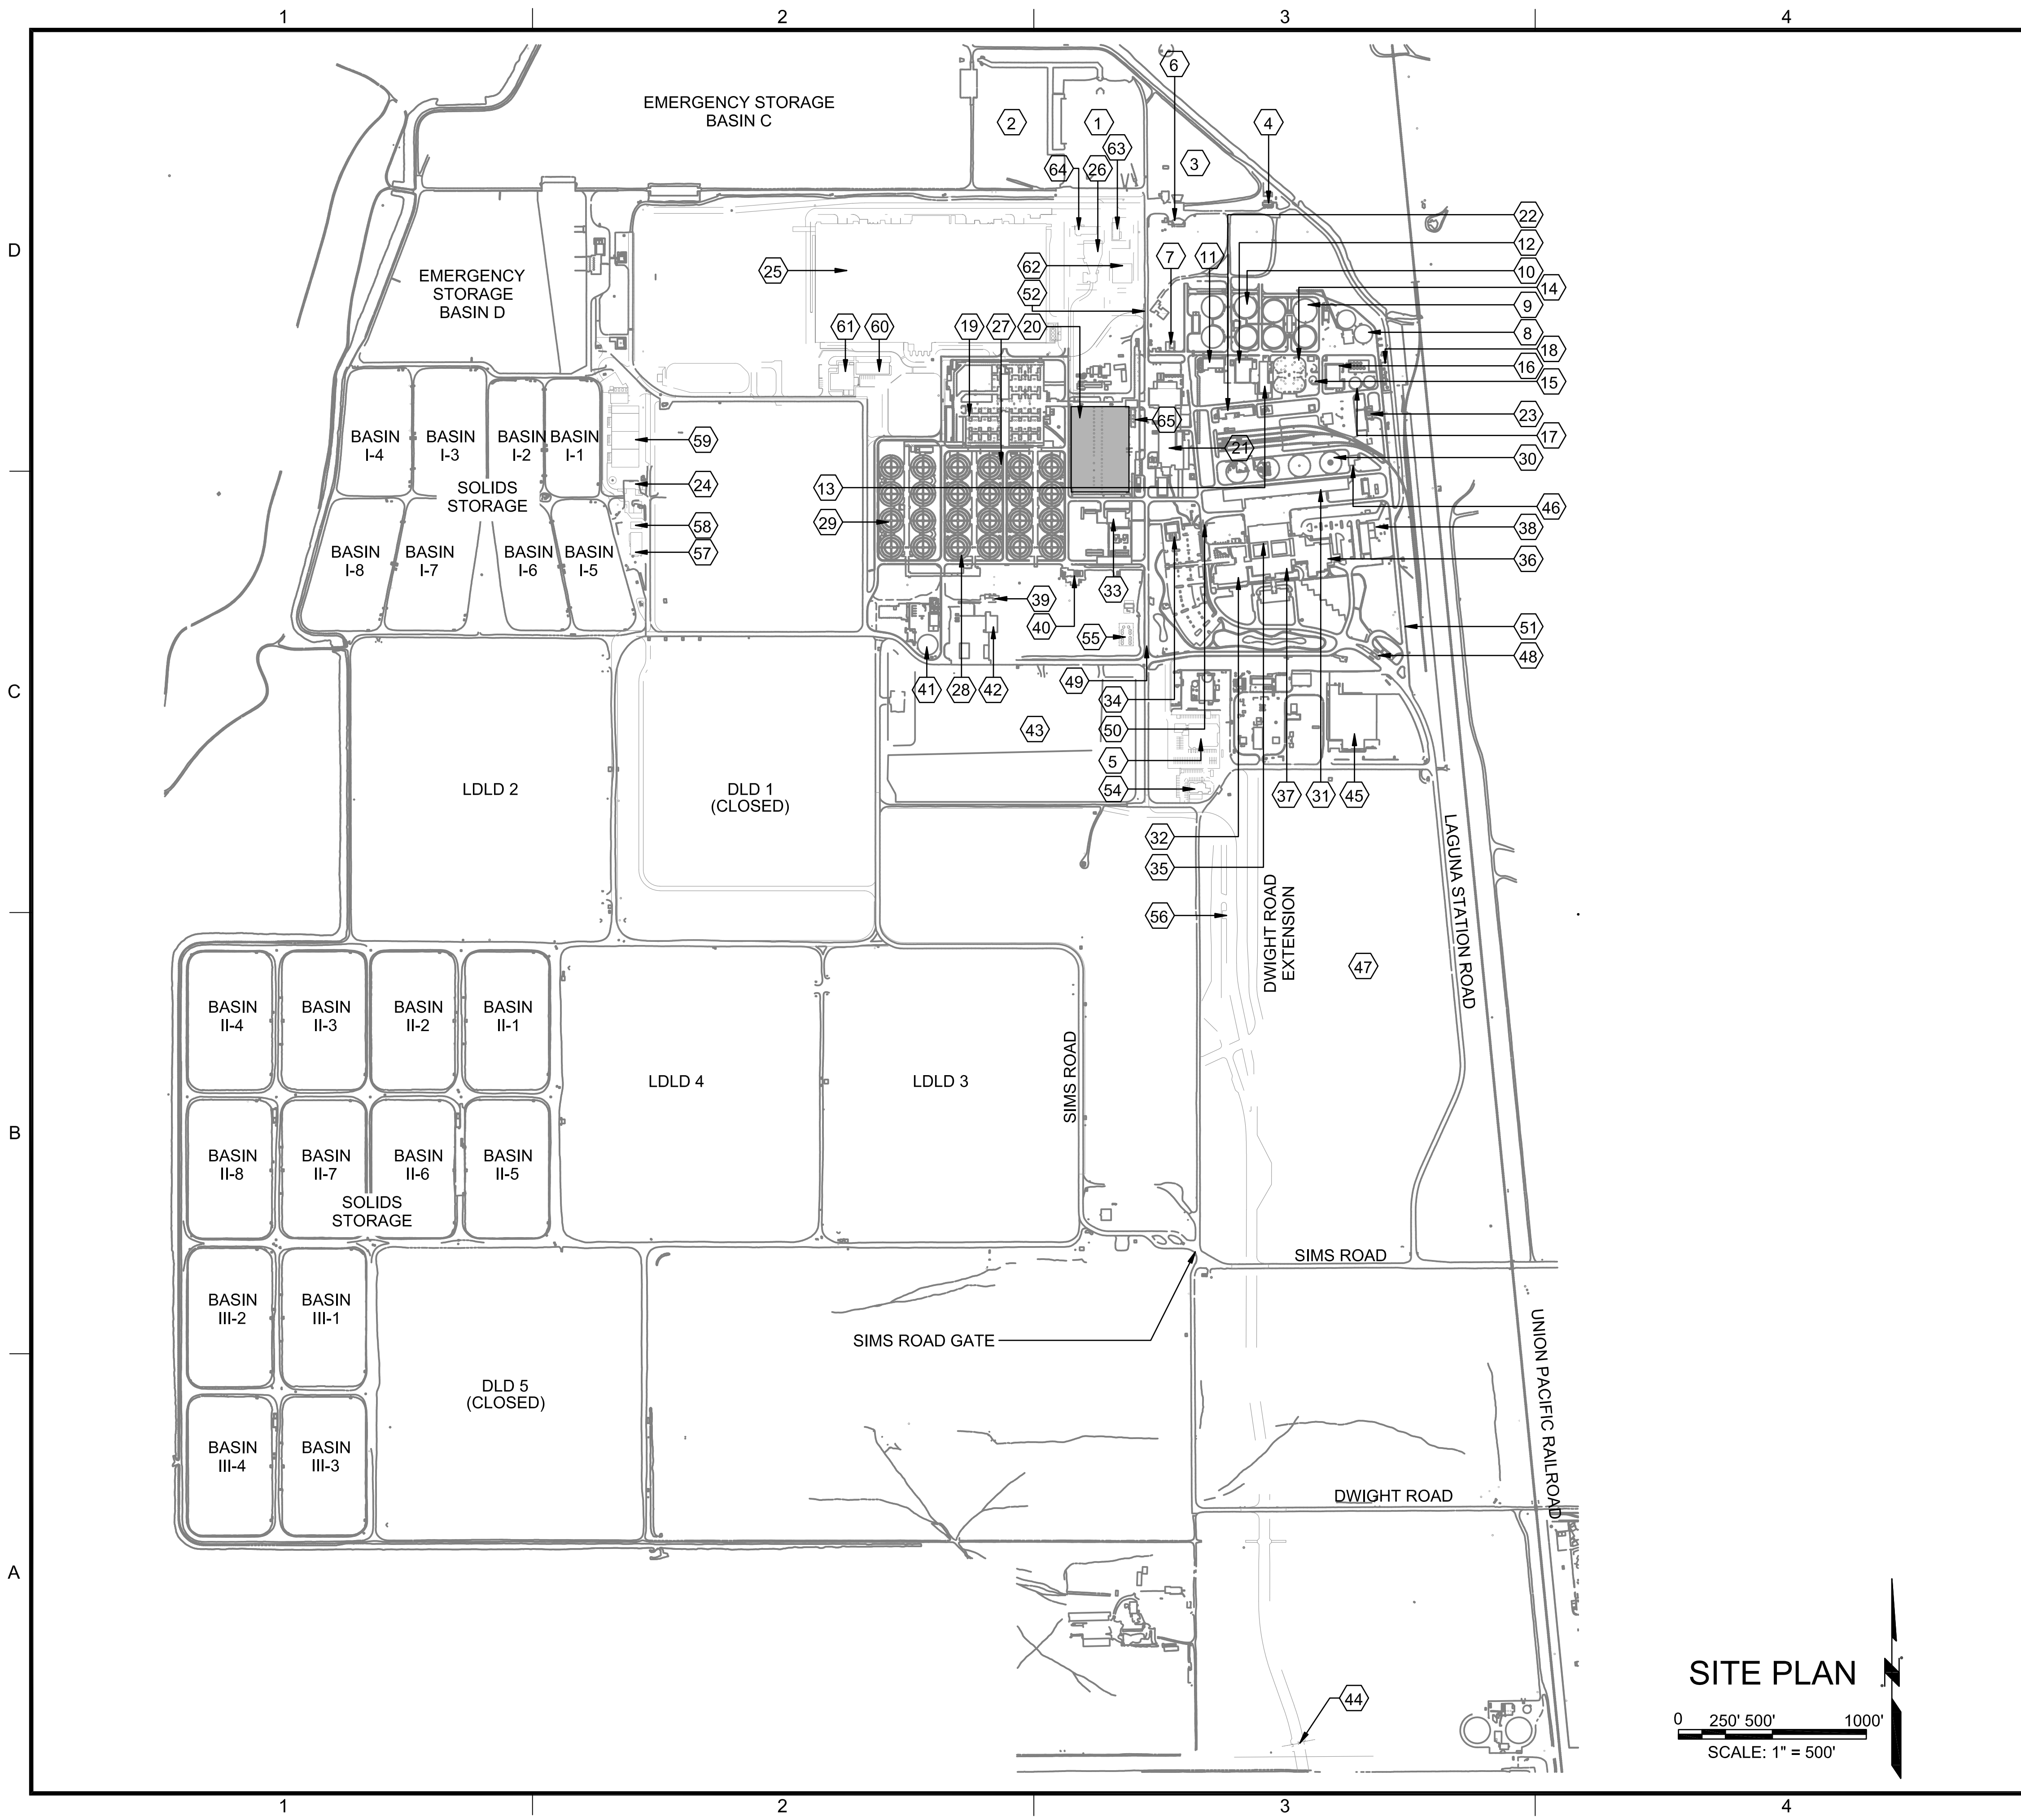 1
2
3
4
EMERGENCY STORAGE
BASIN C
6
2
1
4
63
3
64
26
22
D
D
12
7
11
62
25
10
EMERGENCY
STORAGE
BASIN D
14
52
9
61
60
19
27
20
8
18
16
15
23
65
17
BASIN
I-4
BASIN
I-3
BASIN
I-2
BASIN
I-1
59
21
30
24
13
SOLIDS
STORAGE
46
58
29
38
57
BASIN
I-8
BASIN
I-7
BASIN
I-6
BASIN
I-5
36
33
39
40
51
55
48
41
28
42
49
C
34
43
50
5
LDLD 2
DLD 1
(CLOSED)
54
37
31
45
32
35
LAGUNA STATION ROAD
56
DWIGHT ROAD
EXTENSION
47
BASIN
II-4
BASIN
II-3
BASIN
II-2
BASIN
II-1
LDLD 4
LDLD 3
SIMS ROAD
B
BASIN
II-8
BASIN
II-7
BASIN
II-6
BASIN
II-5
SOLIDS
STORAGE
SIMS ROAD
BASIN
III-2
BASIN
III-1
SIMS ROAD GATE
UNION PACIFIC RAILROAD
DLD 5
(CLOSED)
BASIN
III-4
BASIN
III-3
DWIGHT ROAD
A
SITE PLAN
N
44
0 250' 500' 1000'
SCALE: 1" = 500'
1
2
3
4